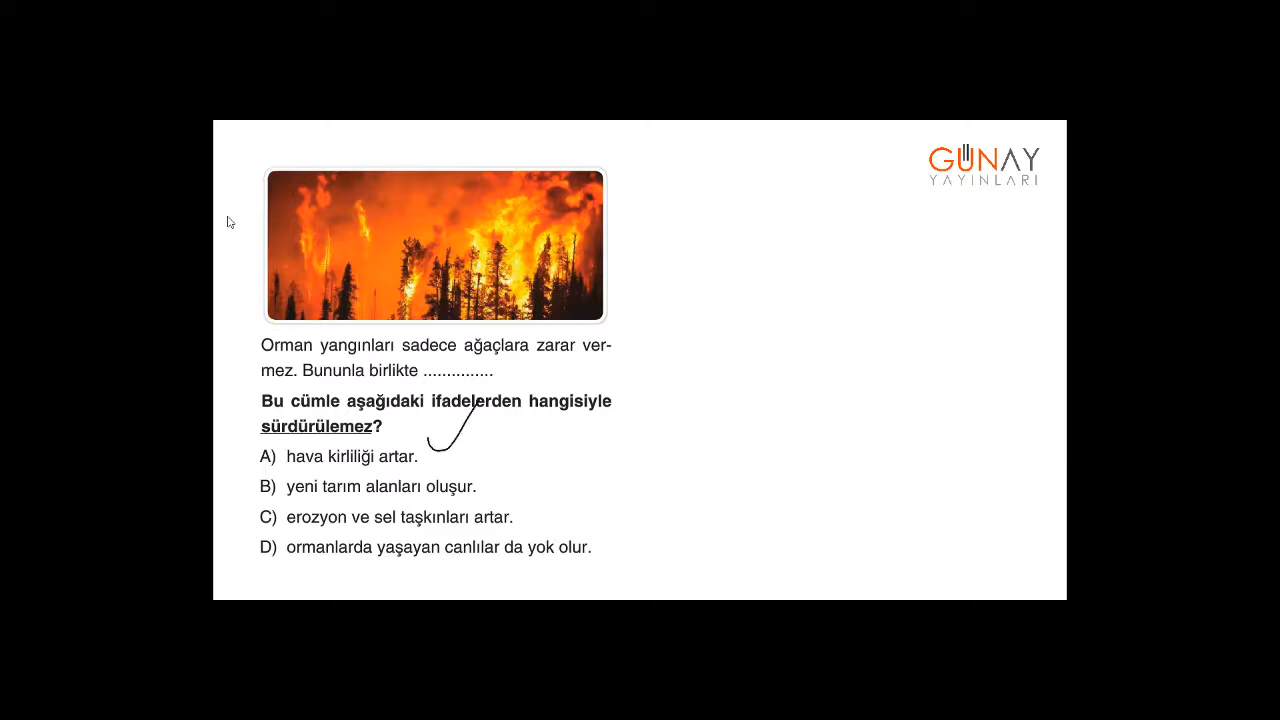 GÜNAY
YAYINLARI
Orman yangınları sadece ağaçlara zarar ver-
mez. Bununla birlikte ...............
Bu cümle aşağıdaki ifadelerden hangisiyle
sürdürülemez?
A) hava kirliliği artar.
B) yeni tarım alanları oluşur.
C) erozyon ve sel taşkınları artar.
D) ormanlarda yaşayan canlılar da yok olur.